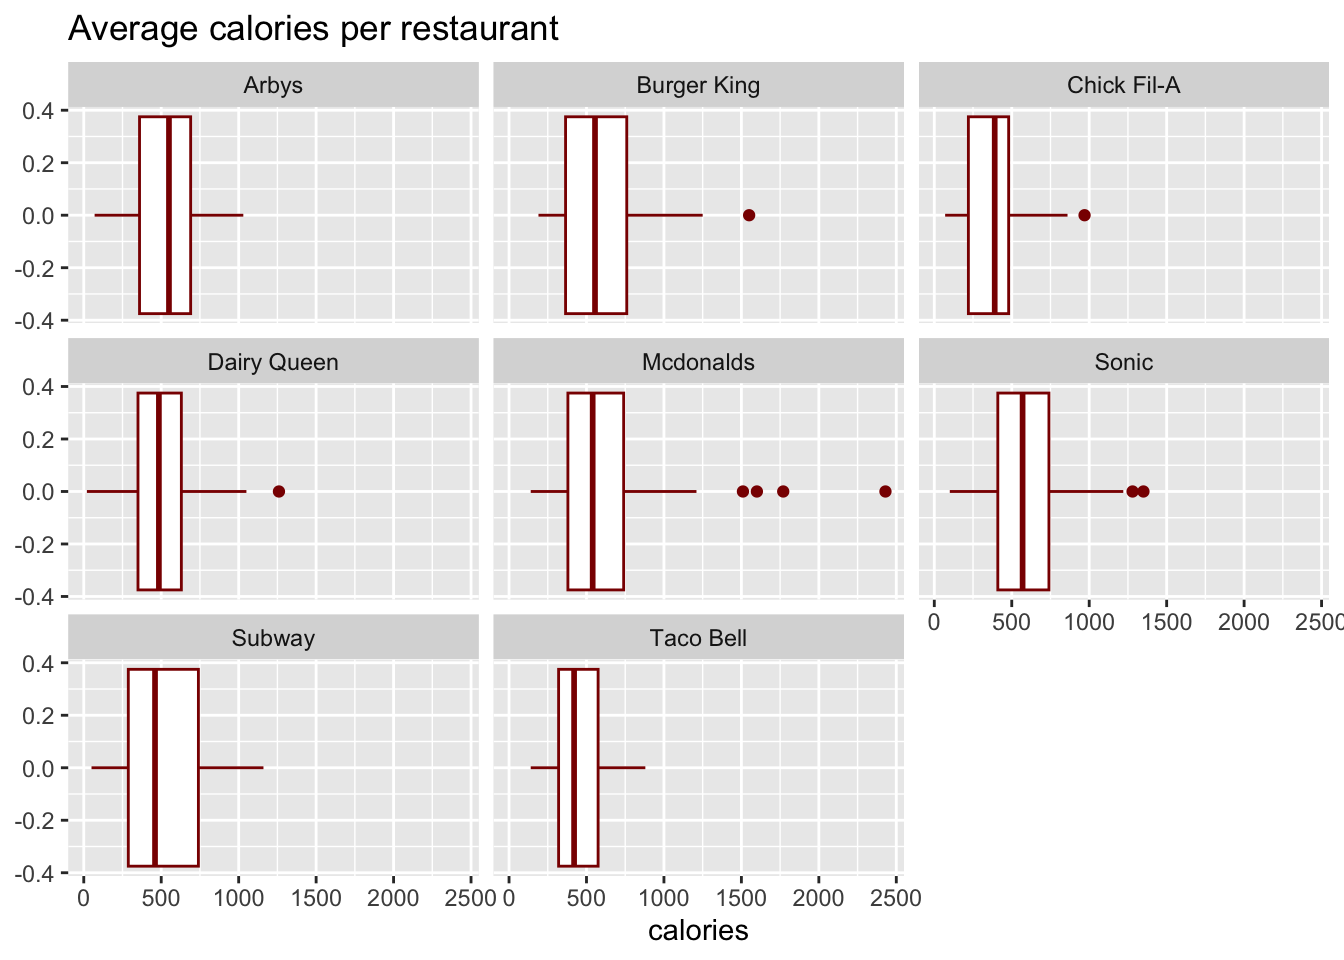 Average calories per restaurant
Arbys Burger King Chick Fil-A
0.4
0.2
0.0
-0.2
-0.4
Dairy Queen Mcdonalds Sonic
0.4
0.2
0.0
-0.2
-0.4
0 500 1000 1500 2000 2500
Subway Taco Bell
0.4
0.2
0.0
-0.2
-0.4
0 500 1000 1500 2000 2500 0 500 1000 1500 2000 2500
calories